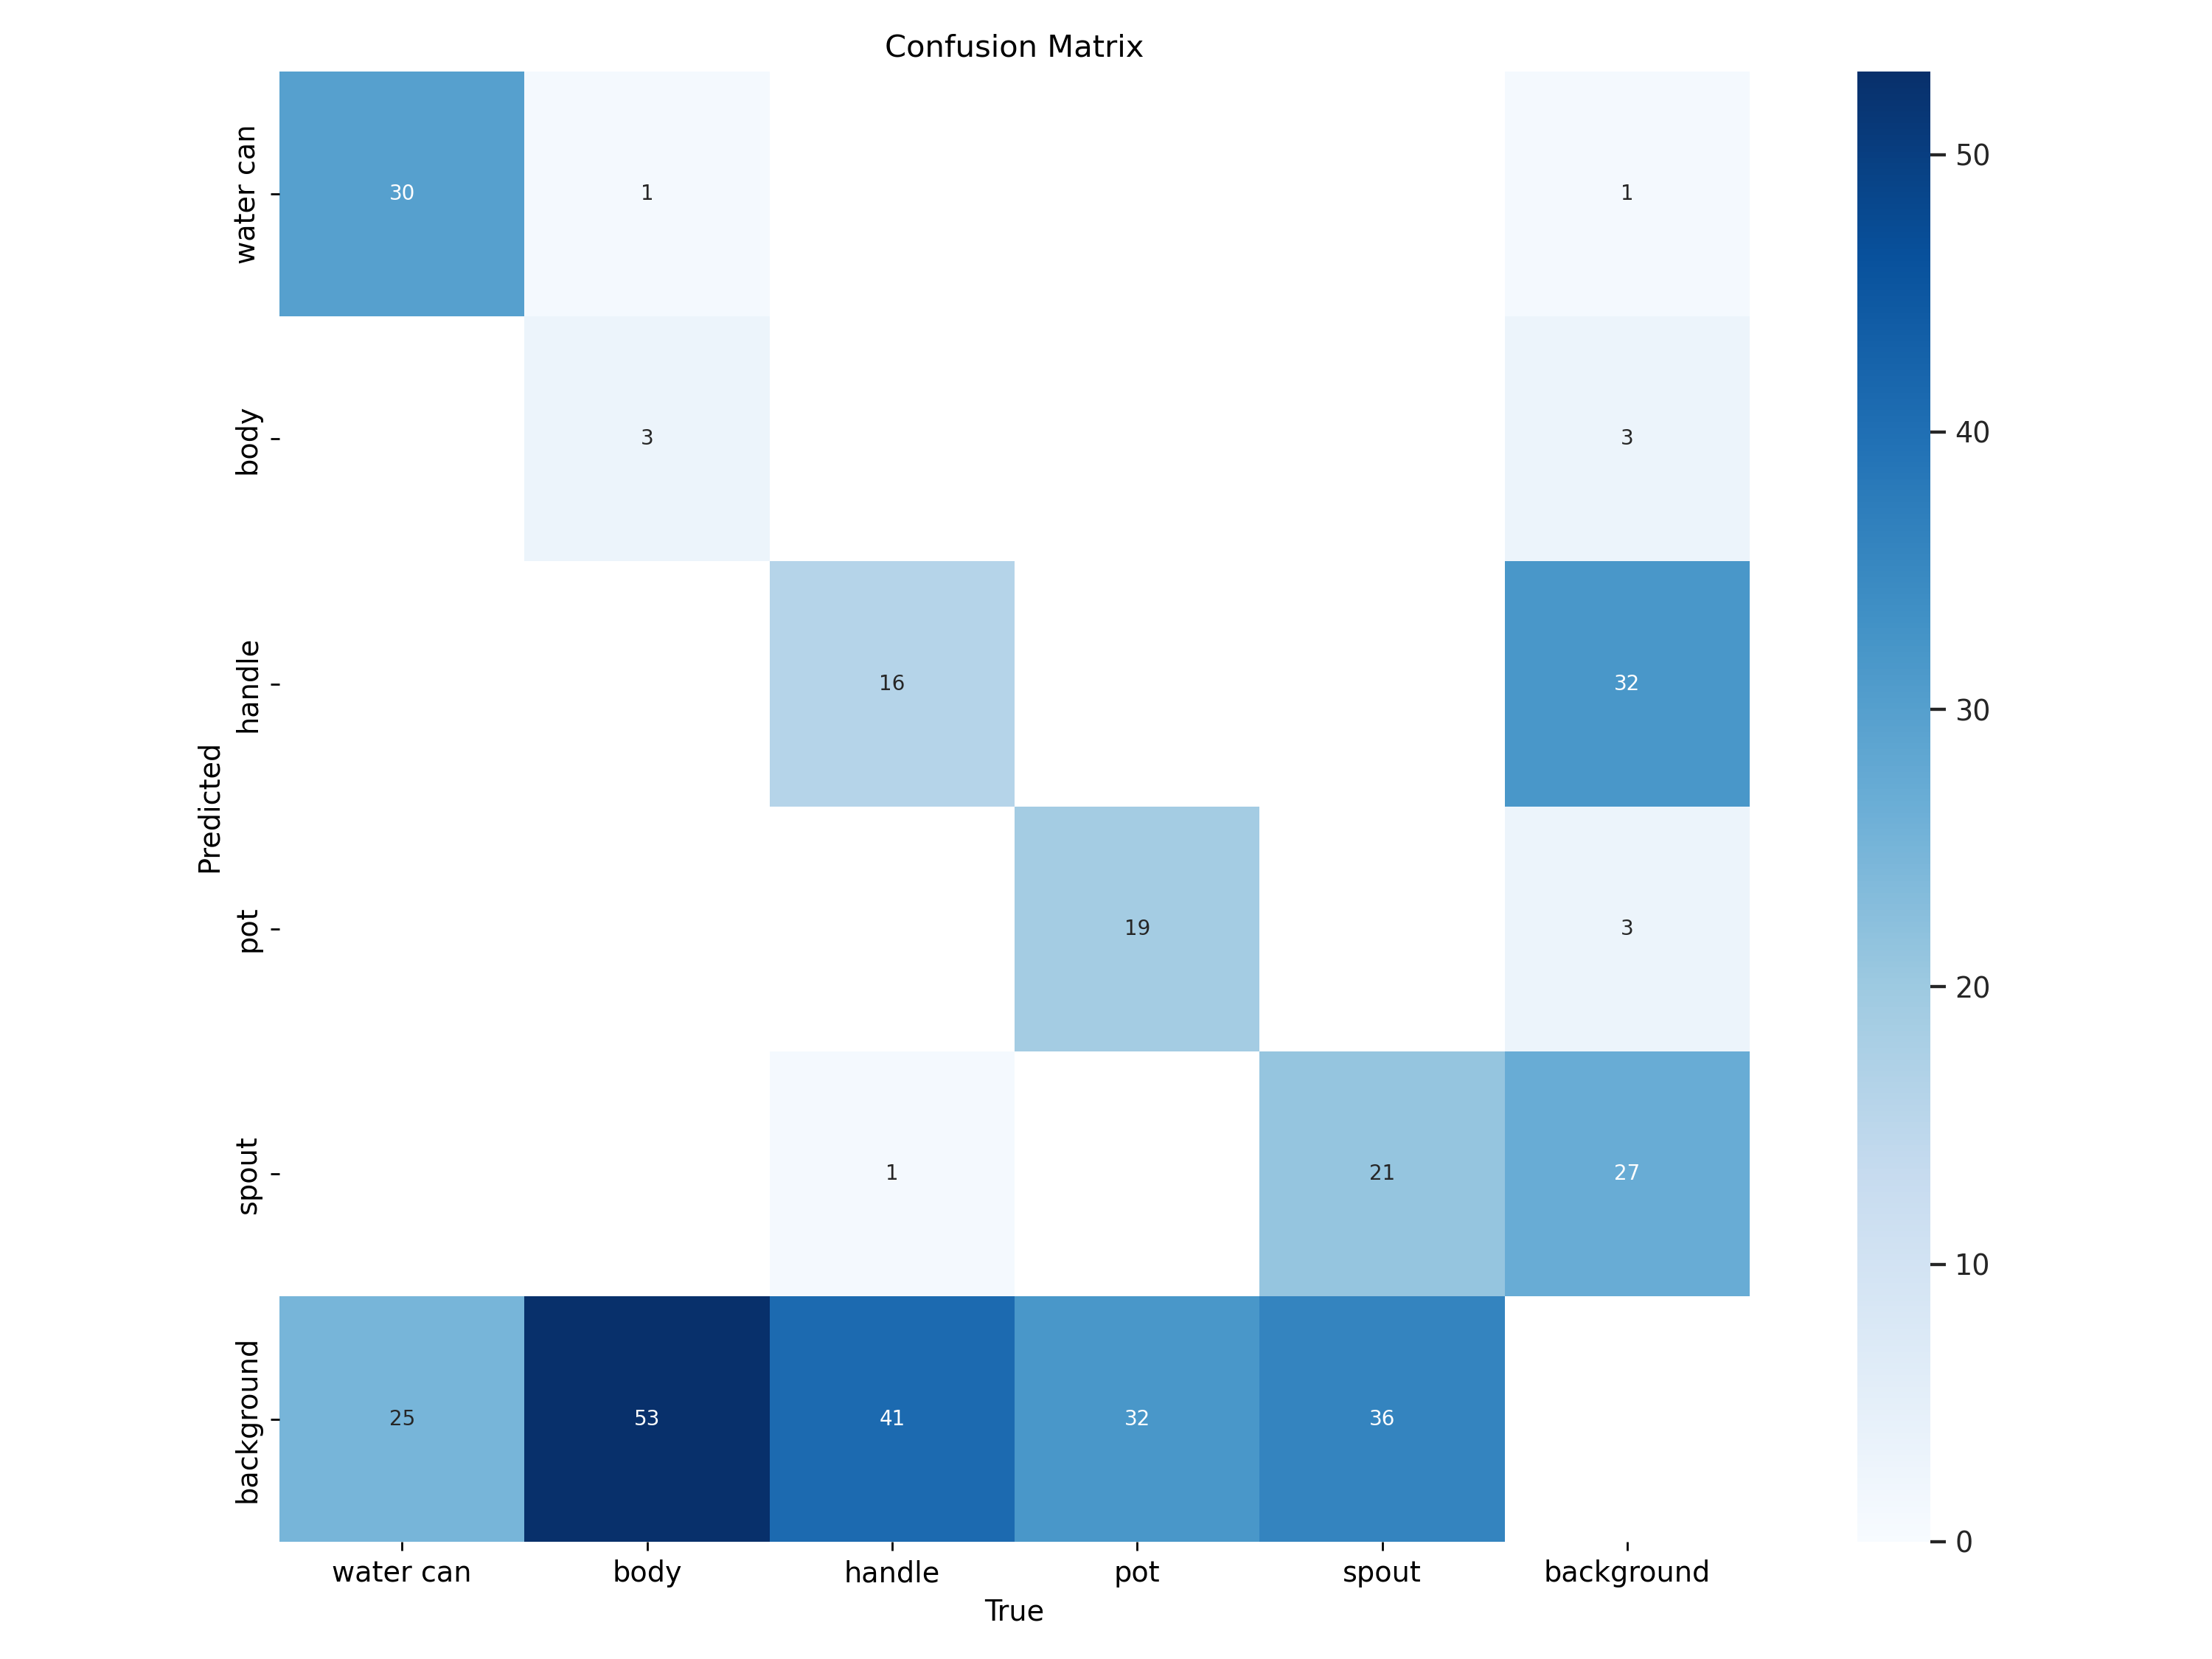 Confusion Matrix
water can
30
1
1
50
body
3
3
40
handle
16
32
30
Predicted
pot
19
3
20
spout
1
21
27
10
background
25
53
41
32
36
0
water can body handle pot spout background
True